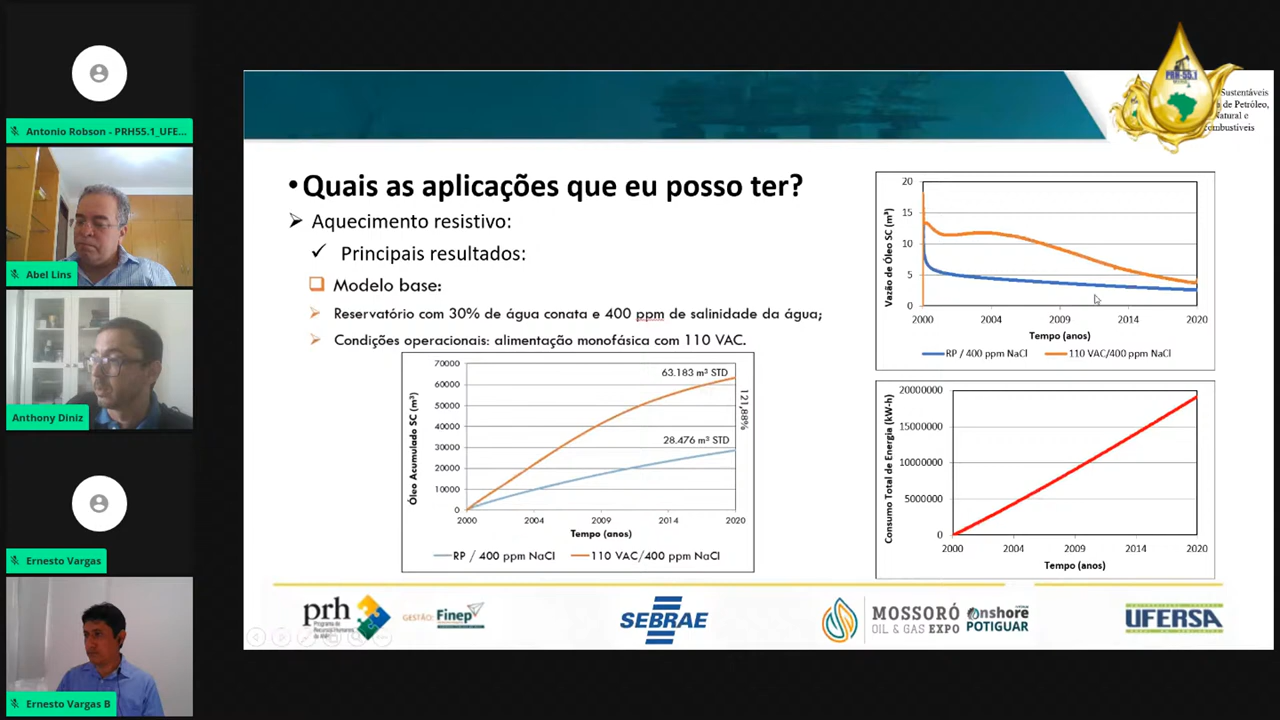 Antonio Robson - PRH55.1_UFE...
Abel Lins
Anthony Diniz
Ernesto Vargas
Ernesto Vargas B
PRH-55.1
Sustentáveis
de Petróleo,
Natural e
combustíveis
•Quais as aplicações que eu posso ter?
Aquecimento resistivo:
Principais resultados:
Modelo base:
Reservatório com 30% de água conata e 400 ppm de salinidade da água;
Condições operacionais: alimentação monofásica com 110 VAC.
Óleo Acumulado SC (m³)
70000
60000
50000
40000
30000
20000
10000
0
63.183 m³ STD
28.476 m³ STD
121,88%
2000 2004 2009 2014 2020
Tempo (anos)
RP / 400 ppm NaCl 110 VAC/400 ppm NaCl
Vazão de Óleo SC (m³)
20
15
10
5
0
2000 2004 2009 2014 2020
Tempo (anos)
RP / 400 ppm NaCl 110 VAC/400 ppm NaCl
Consumo Total de Energia (kW-h)
20000000
15000000
10000000
5000000
0
2000 2004 2009 2014 2020
Tempo (anos)
prh
Programa de
Recursos Humanos
da ANP
GESTÃO: Finep
SEBRAE
MOSSORÓ
OIL & GAS EXPO
Onshore
POTIGUAR
UFERSA